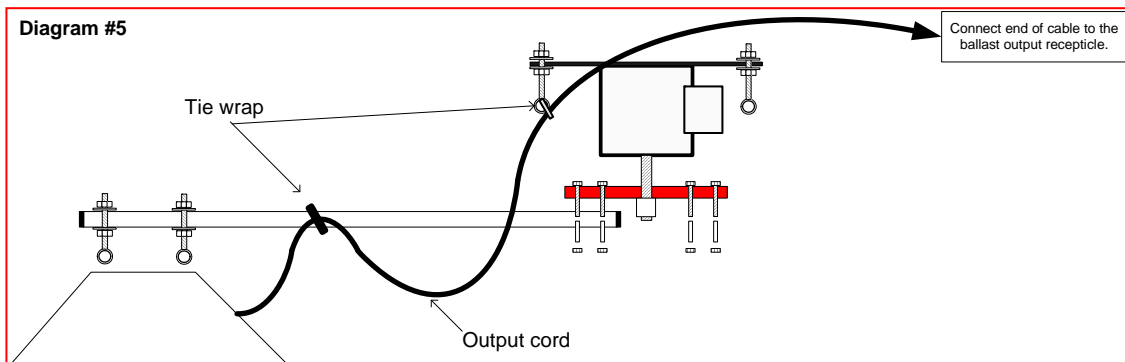 Diagram #5
Connect end of cable to the
ballast output recepticle.
Tie wrap
Output cord